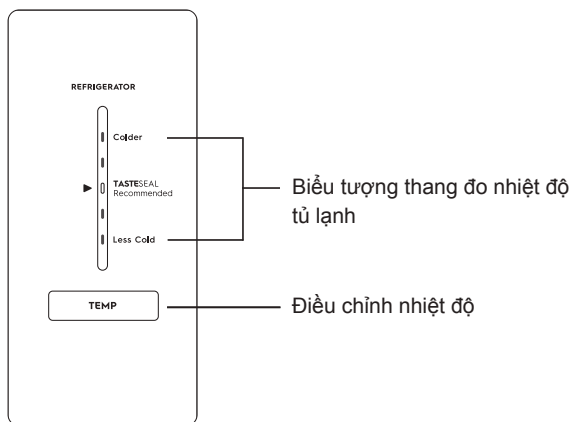 REFRIGERATOR
Colder
TASTESEAL
Recommended
Less Cold
TEMP
Biểu tượng thang đo nhiệt độ
tủ lạnh
Điều chỉnh nhiệt độ